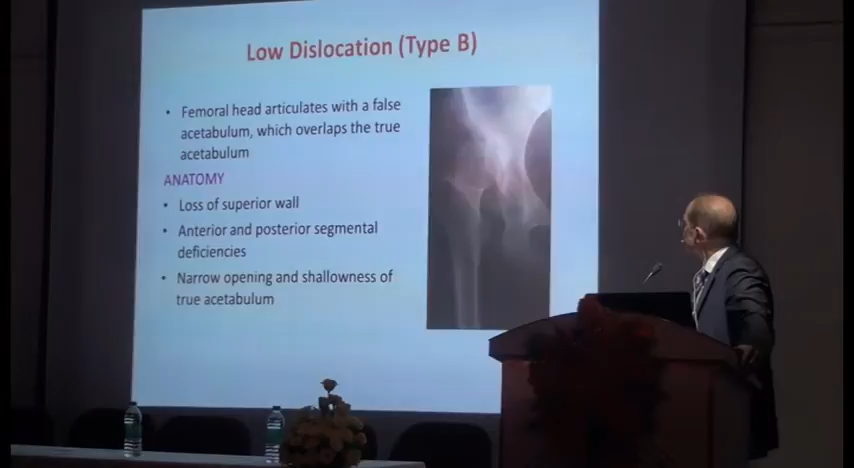 Low Dislocation (Type B)
• Femoral head articulates with a false
acetabulum, which overlaps the true
acetabulum
ANATOMY
• Loss of superior wall
• Anterior and posterior segmental
deficiencies
• Narrow opening and shallowness of
true acetabulum